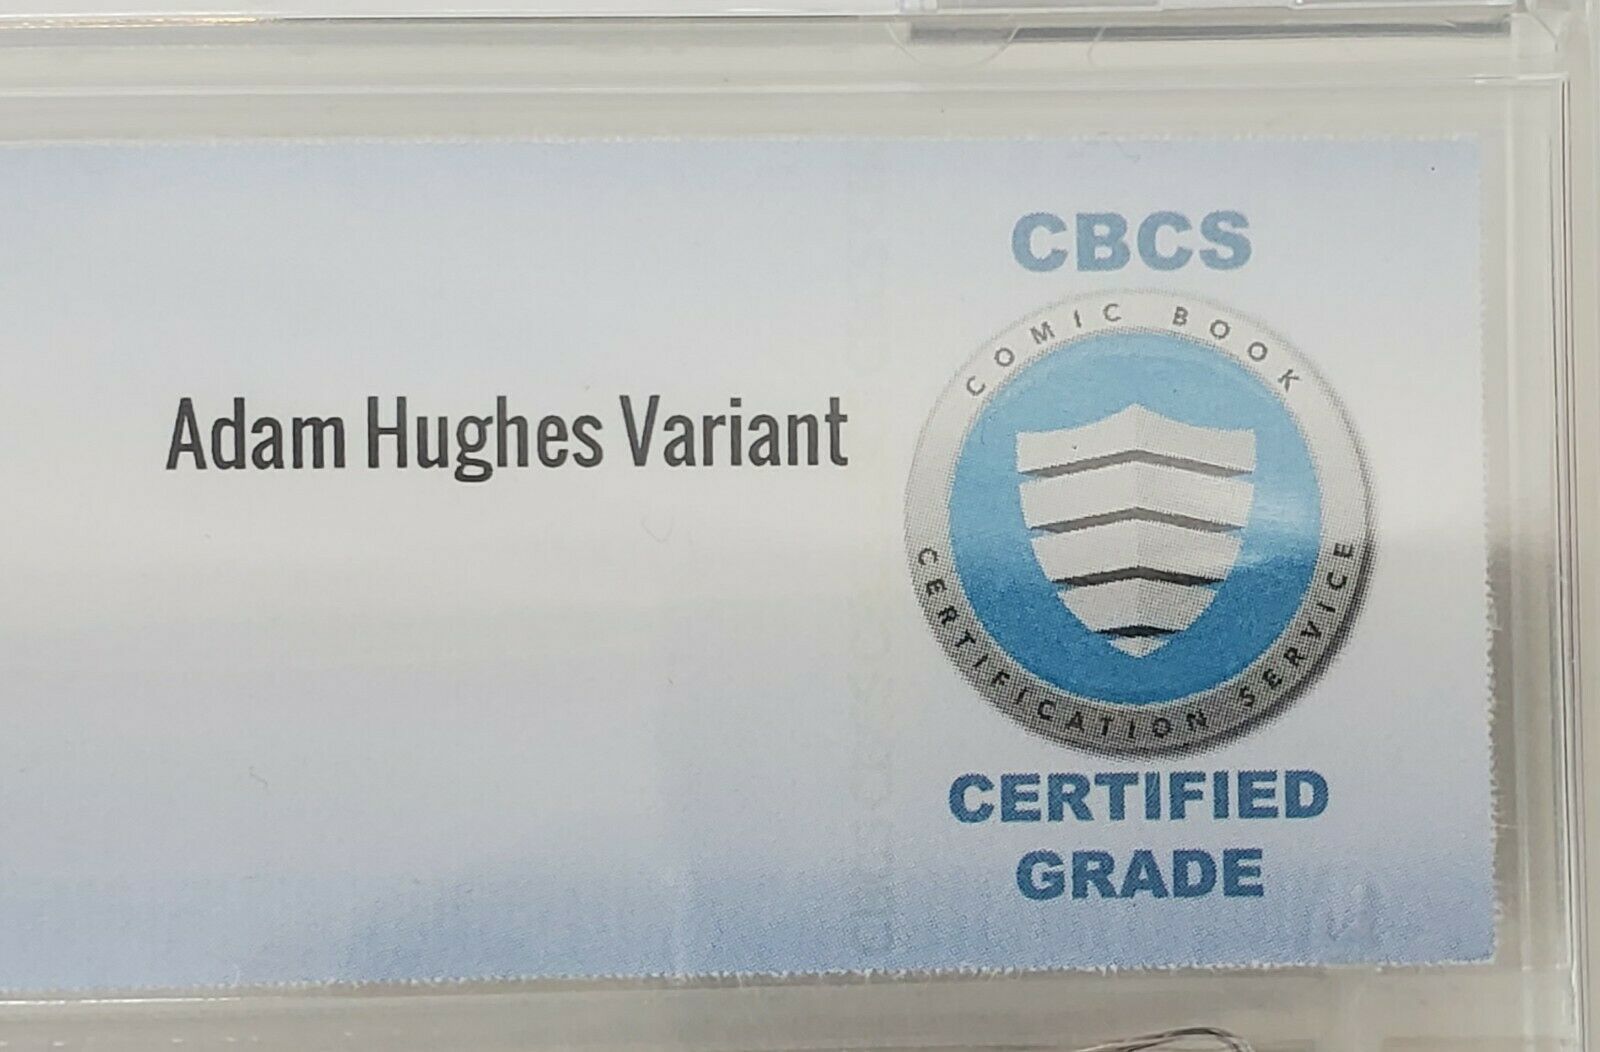 Adam Hughes Variant
CBCS
COMIC BOOK
CERTIFICATION SERVICE
CERTIFIED
GRADE